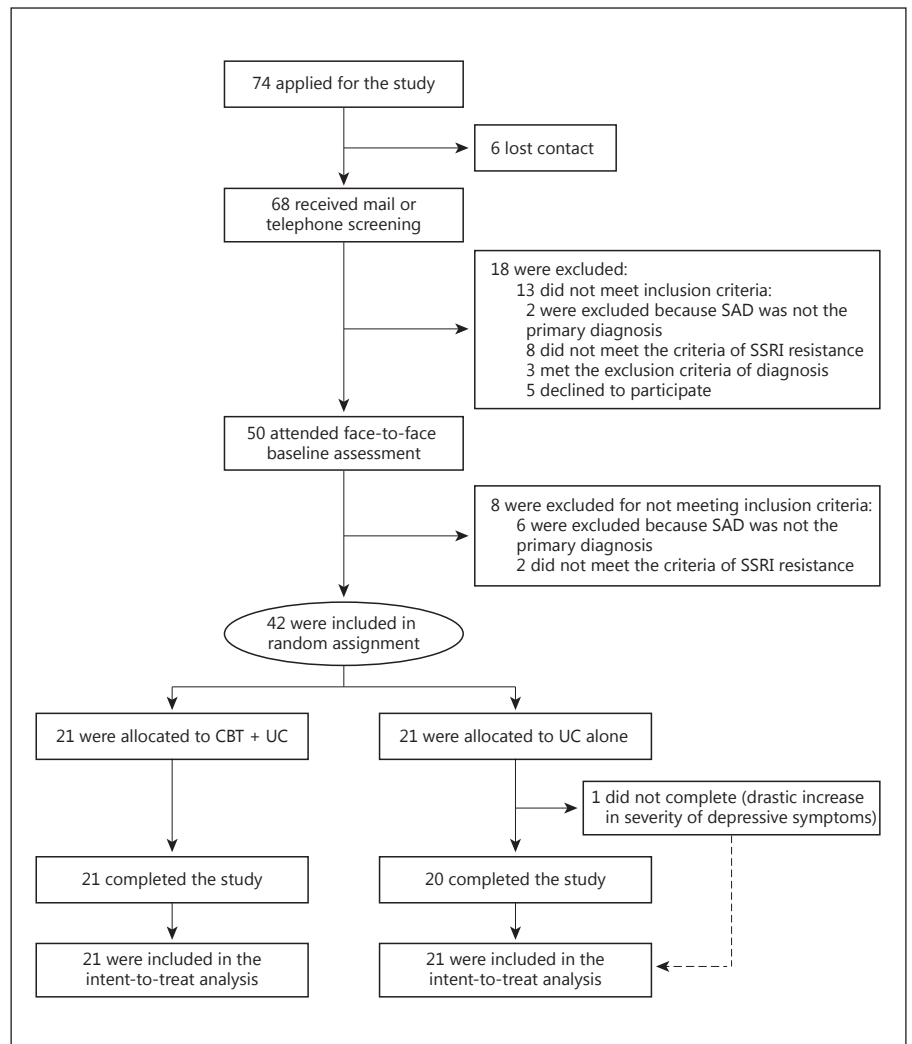 74 applied for the study
6 lost contact
68 received mail or
telephone screening
18 were excluded:
13 did not meet inclusion criteria:
2 were excluded because SAD was not the
primary diagnosis
8 did not meet the criteria of SSRI resistance
3 met the exclusion criteria of diagnosis
5 declined to participate
50 attended face-to-face
baseline assessment
8 were excluded for not meeting inclusion criteria:
6 were excluded because SAD was not the
primary diagnosis
2 did not meet the criteria of SSRI resistance
42 were included in
random assignment
21 were allocated to CBT + UC
21 were allocated to UC alone
1 did not complete (drastic increase
in severity of depressive symptoms)
21 completed the study
20 completed the study
21 were included in the
intent-to-treat analysis
21 were included in the
intent-to-treat analysis